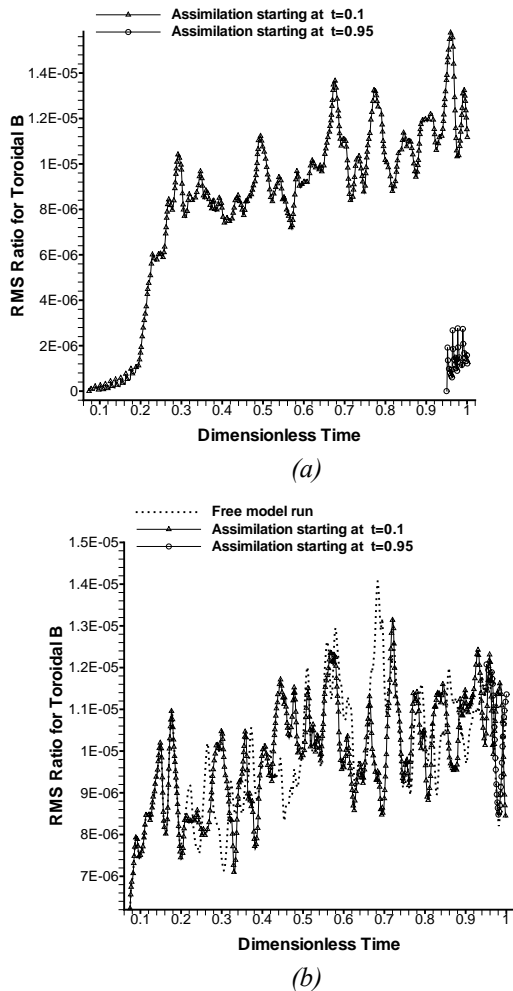 Assimilation starting at t=0.1
Assimilation starting at t=0.95
RMS Ratio for Toroidal B
1.4E-05
1.2E-05
1E-05
8E-06
6E-06
4E-06
2E-06
0
0.1 0.2 0.3 0.4 0.5 0.6 0.7 0.8 0.9 1
Dimensionless Time
(a)
Free model run
Assimilation starting at t=0.1
Assimilation starting at t=0.95
RMS Ratio for Toroidal B
1.5E-05
1.4E-05
1.3E-05
1.2E-05
1.1E-05
1E-05
9E-06
8E-06
7E-06
0.1 0.2 0.3 0.4 0.5 0.6 0.7 0.8 0.9 1
Dimensionless Time
(b)